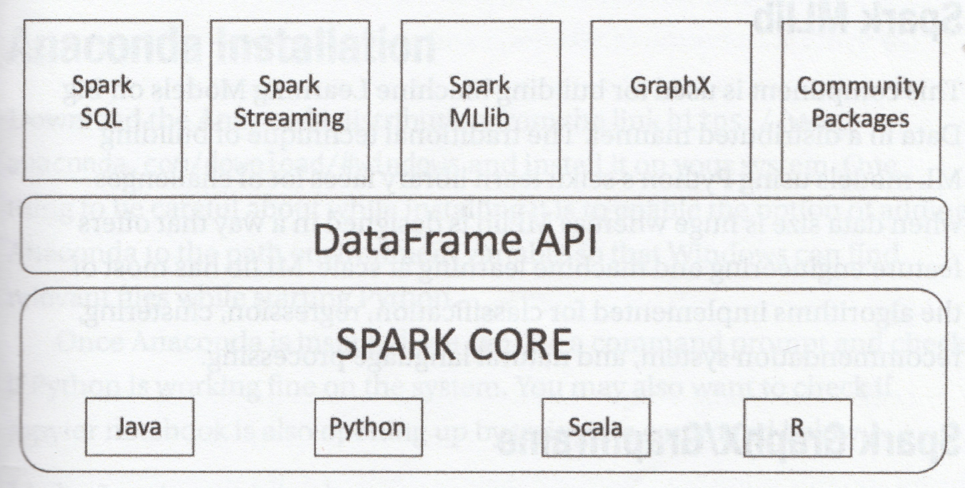 Spark
SQL
Spark
Streaming
Spark
MLlib
GraphX
Community
Packages
DataFrame API
SPARK CORE
Java
Python
Scala
R